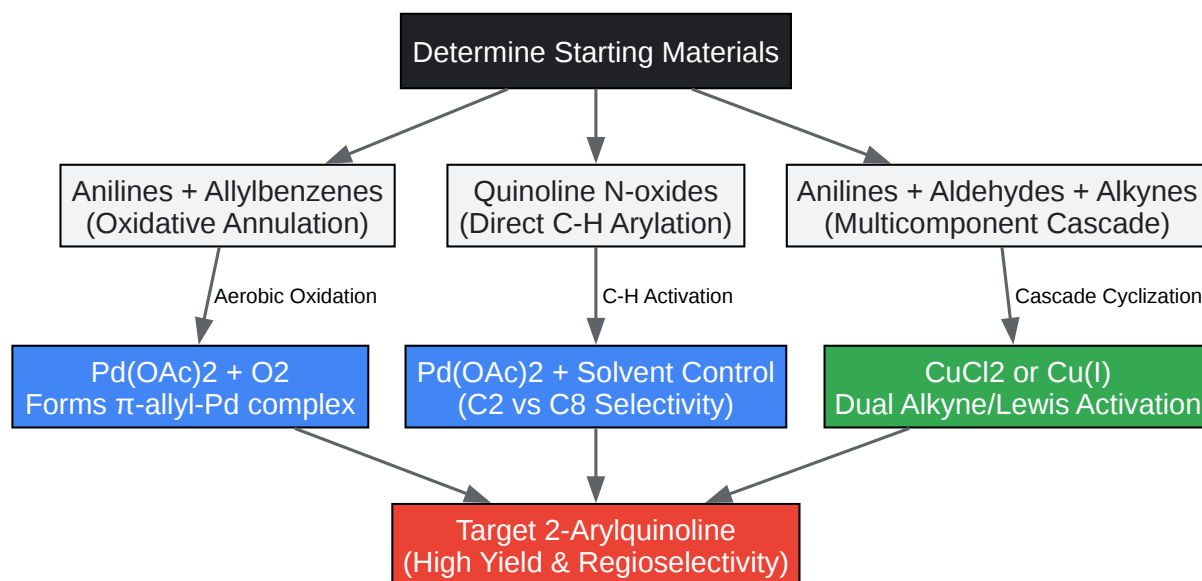 Determine Starting Materials
Anilines + Allylbenzenes
(Oxidative Annulation)
Quinoline N-oxides
(Direct C-H Arylation)
Anilines + Aldehydes + Alkynes
(Multicomponent Cascade)
Aerobic Oxidation
C-H Activation
Cascade Cyclization
Pd(OAc)2 + O2
Forms π-allyl-Pd complex
Pd(OAc)2 + Solvent Control
(C2 vs C8 Selectivity)
CuCl2 or Cu(I)
Dual Alkyne/Lewis Activation
Target 2-Arylquinoline
(High Yield & Regioselectivity)